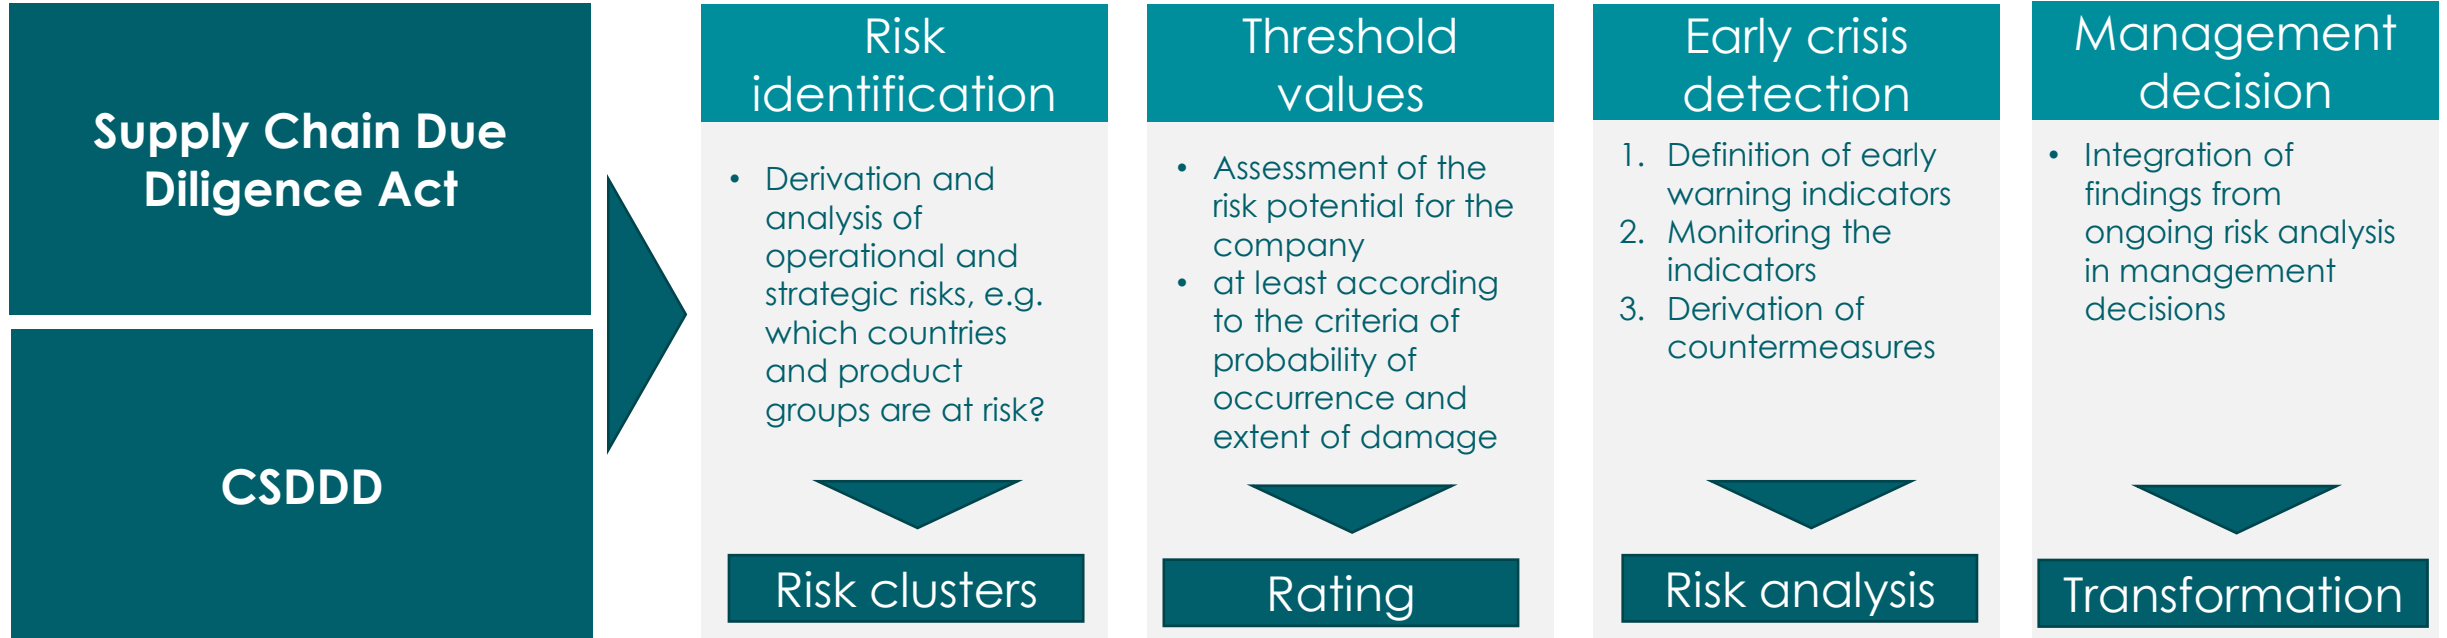 Supply Chain Due
Diligence Act
CSDDD
Risk
identification
• Derivation and
analysis of
operational and
strategic risks, e.g.
which countries
and product
groups are at risk?
Risk clusters
Threshold
values
• Assessment of the
risk potential for the
company
• at least according
to the criteria of
probability of
occurrence and
extent of damage
Rating
Early crisis
detection
1. Definition of early
warning indicators
2. Monitoring the
indicators
3. Derivation of
countermeasures
Risk analysis
Management
decision
• Integration of
findings from
ongoing risk analysis
in management
decisions
Transformation